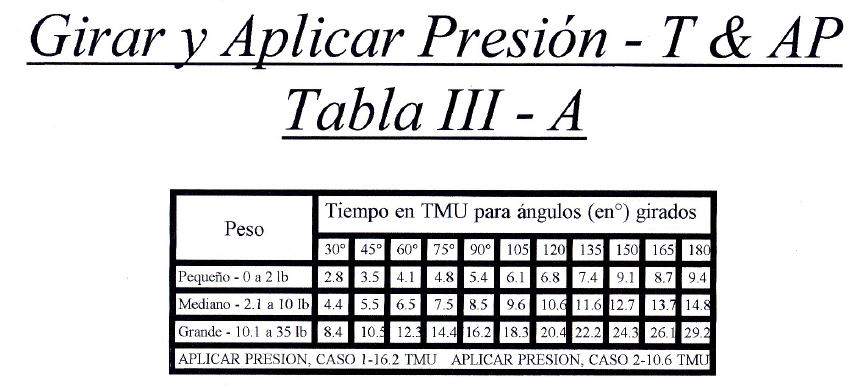 Girar y Aplicar Presión - T & AP
Tabla III - A
Peso Tiempo en TMU para ángulos (en°) girados
30° 45° 60° 75° 90° 105 120 135 150 165 180
Pequeño - 0 a 2 lb 2.8 3.5 4.1 4.8 5.4 6.1 6.8 7.4 9.1 8.7 9.4
Mediano - 2.1 a 10 lb 4.4 5.5 6.5 7.5 8.5 9.6 10.6 11.6 12.7 13.7 14.8
Grande - 10.1 a 35 lb 8.4 10.5 12.3 14.4 16.2 18.3 20.4 22.2 24.3 26.1 29.2
APLICAR PRESION, CASO 1-16.2 TMU APLICAR PRESION, CASO 2-10.6 TMU